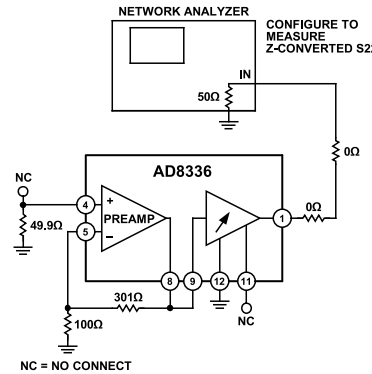 NETWORK ANALYZER
CONFIGURE TO
MEASURE
Z-CONVERTED S22
IN
50Ω
0Ω
NC
AD8336
0Ω
4
+
PREAMP
1
49.9Ω
5
–
8
9
12
11
301Ω
100Ω
NC
NC = NO CONNECT